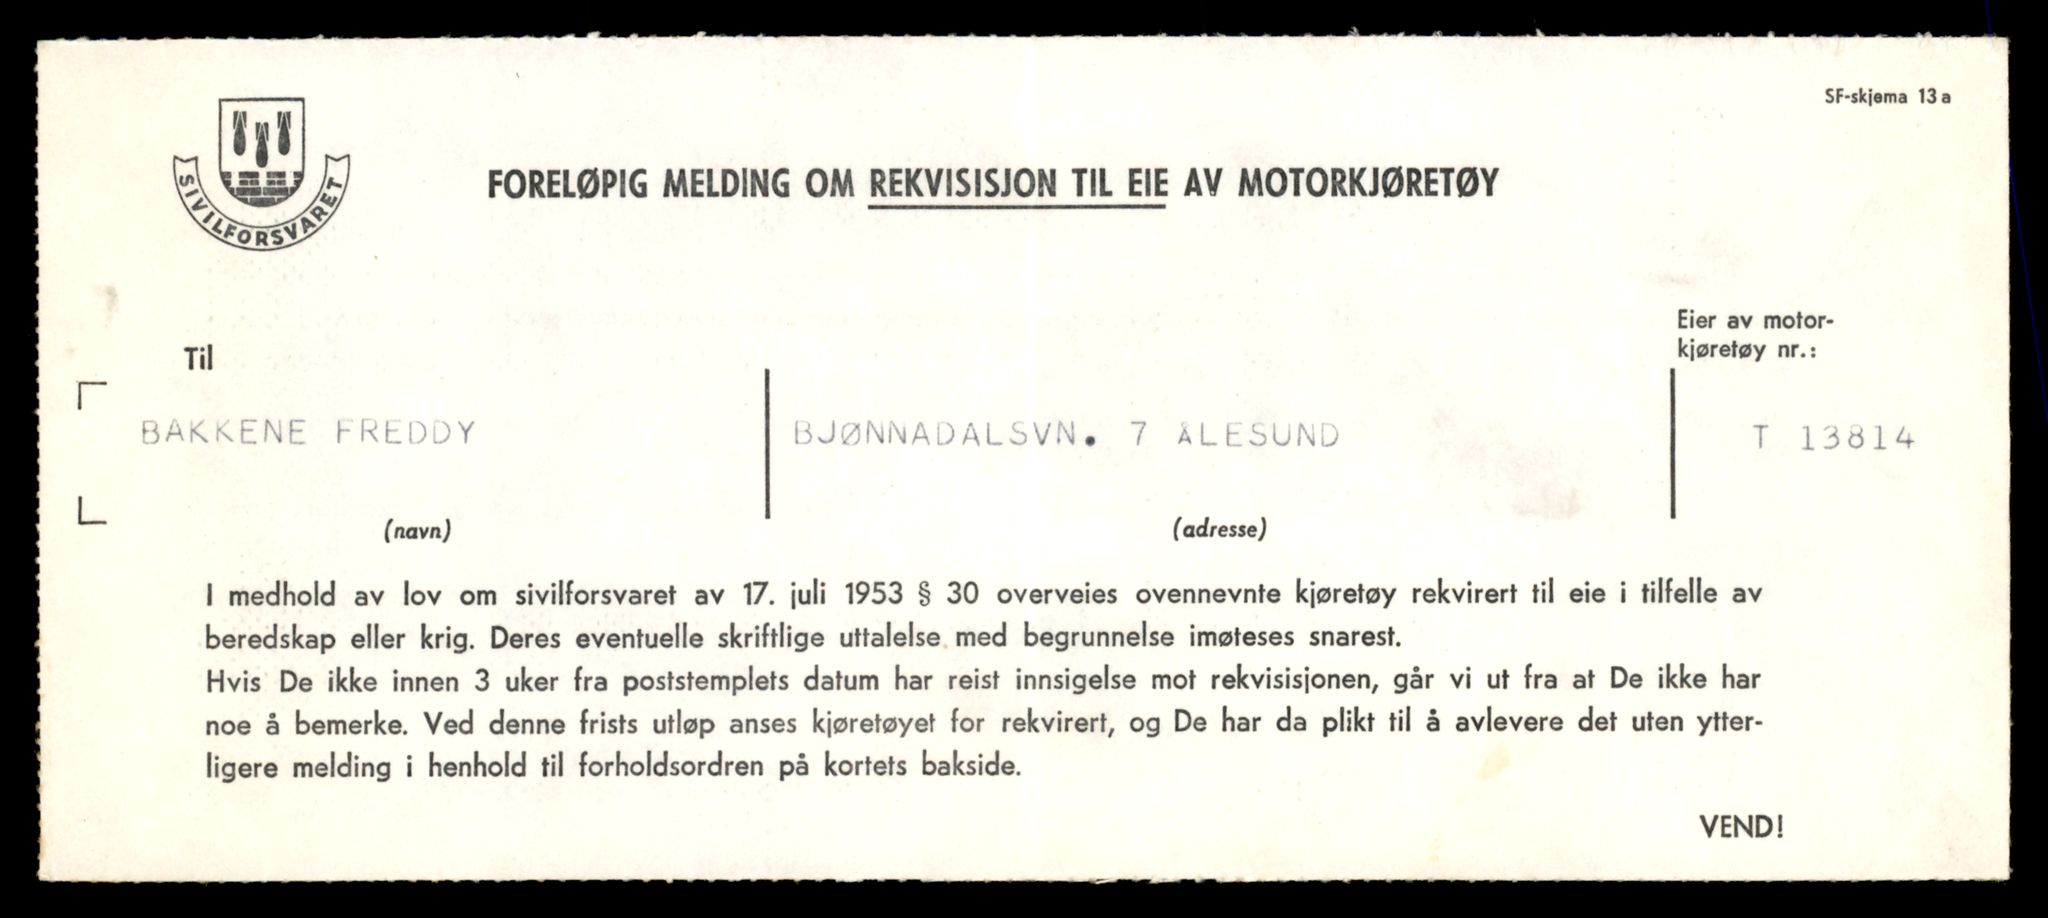 SF-skjema 13 a
SIVILFORSVARET
FORELØPIG MELDING OM REKVISISJON TIL EIE AV MOTORKJØRETØY
Eier av motor-
kjøretøy nr.:
Til
BAKKENE FREDDY
BJØNNADALSVN. 7 ÅLESUND
T 13814
(navn)
(adresse)
I medhold av lov om sivilforsvaret av 17. juli 1953 § 30 overveies ovennevnte kjøretøy rekvirert til eie i tilfelle av
beredskap eller krig. Deres eventuelle skriftlige uttalelse med begrunnelse imøteses snarest.
Hvis De ikke innen 3 uker fra poststemplets datum har reist innsigelse mot rekvisisjonen, går vi ut fra at De ikke har
noe å bemerke. Ved denne frists utløp anses kjøretøyet for rekvirert, og De har da plikt til å avlevere det uten ytter-
ligere melding i henhold til forholdsordren på kortets bakside.
VEND!